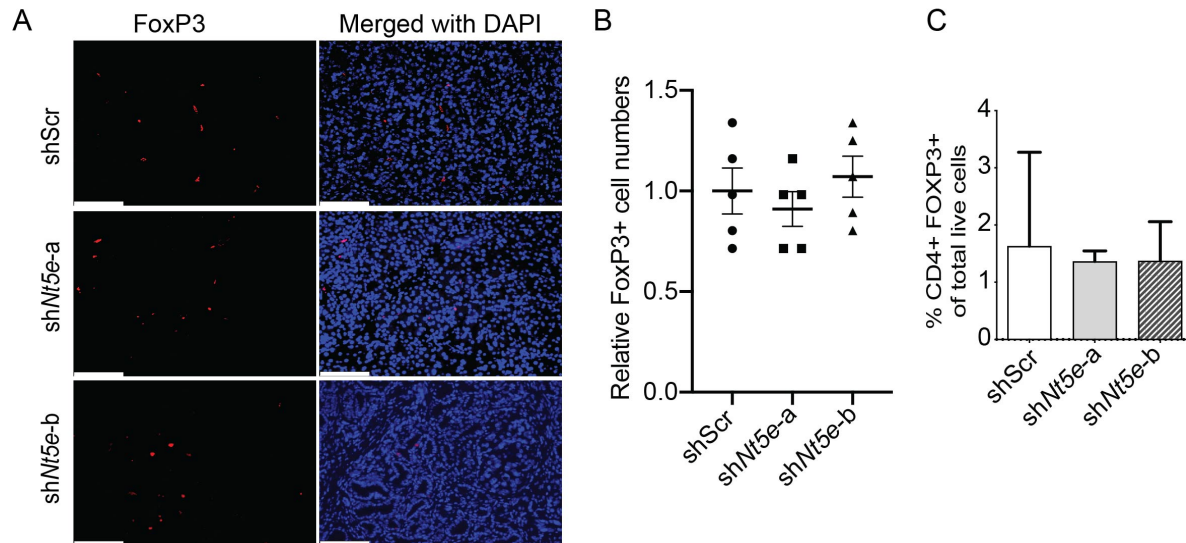 A
FoxP3
Merged with DAPI
shScr
shNt5e-a
shNt5e-b
B
Relative FoxP3+ cell numbers
1.5
1.0
0.5
0.0
shScr
shNt5e-a
shNt5e-b
C
% CD4+ FOXP3+
of total live cells
4
3
2
1
0
shScr
shNt5e-a
shNt5e-b